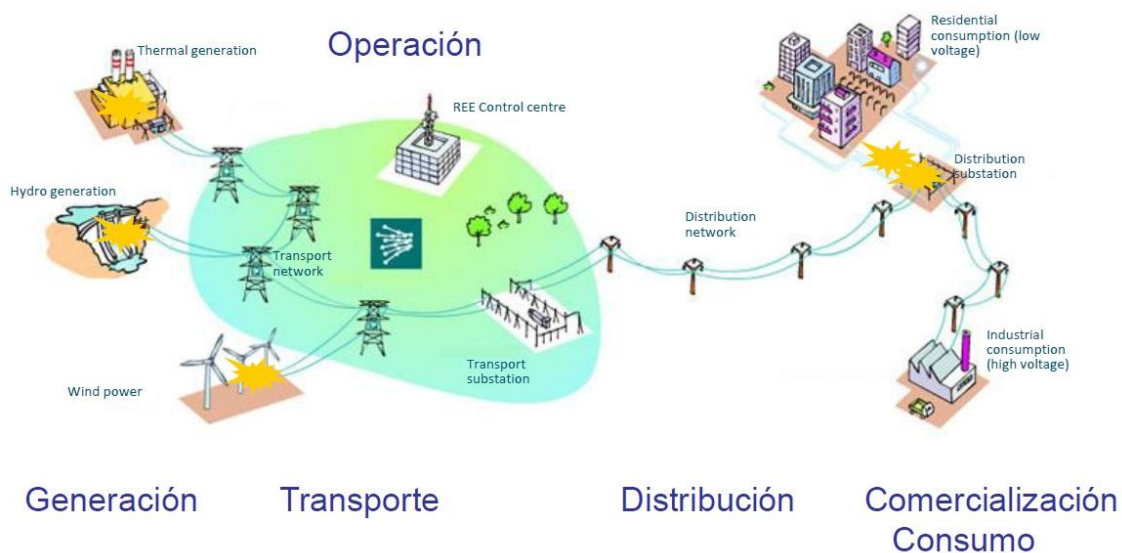 Thermal generation
Operación
Residential
consumption (low
voltage)
REE Control centre
Hydro generation
Distribution
substation
Distribution
network
Transport
network
Industrial
consumption
(high voltage)
Transport
substation
Wind power
Generación
Transporte
Distribución
Comercialización
Consumo